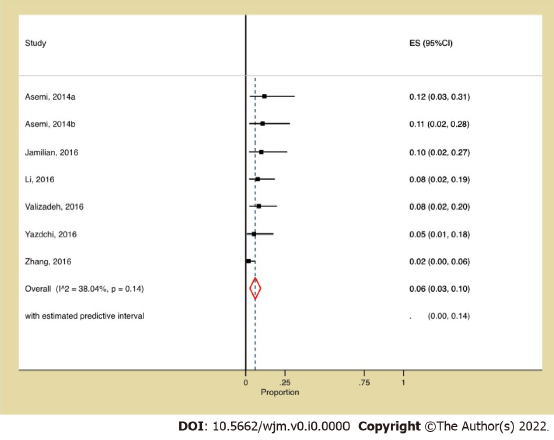 Study ES (95%CI)
Asemi, 2014a 0.12 (0.03, 0.31)
Asemi, 2014b 0.11 (0.02, 0.28)
Jamilian, 2016 0.10 (0.02, 0.27)
Li, 2016 0.08 (0.02, 0.19)
Valizadeh, 2016 0.08 (0.02, 0.20)
Yazdchi, 2016 0.05 (0.01, 0.18)
Zhang, 2016 0.02 (0.00, 0.06)
Overall (I^2 = 38.04%, p = 0.14) 0.06 (0.03, 0.10)
with estimated predictive interval . (0.00, 0.14)
0 .25 .75 1
Proportion
DOI: 10.5662/wjm.v0.i0.0000 Copyright ©The Author(s) 2022.